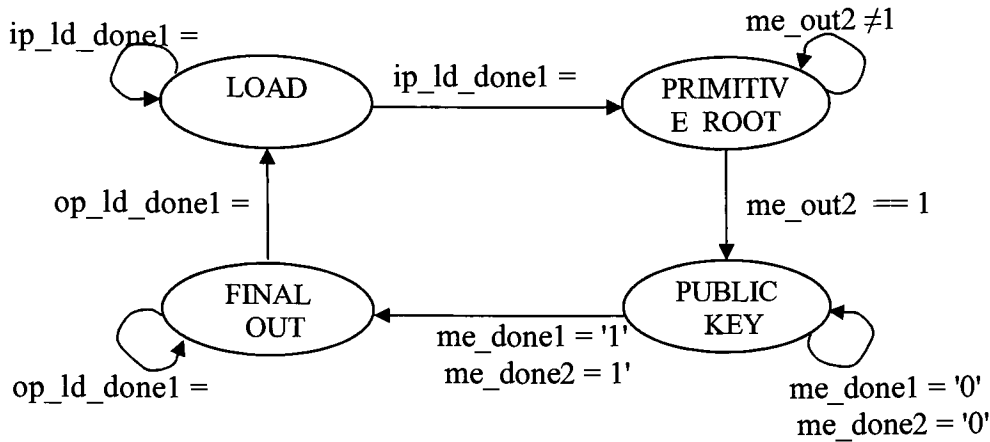 ip_ld_done1 =
LOAD
ip_ld_done1 =
me_out2 ≠1
PRIMITIV
E ROOT
op_ld_done1 =
me_out2 == 1
FINAL
OUT
PUBLIC
KEY
me_done1 = '1'
me_done2 = 1'
op_ld_done1 =
me_done1 = '0'
me_done2 = '0'